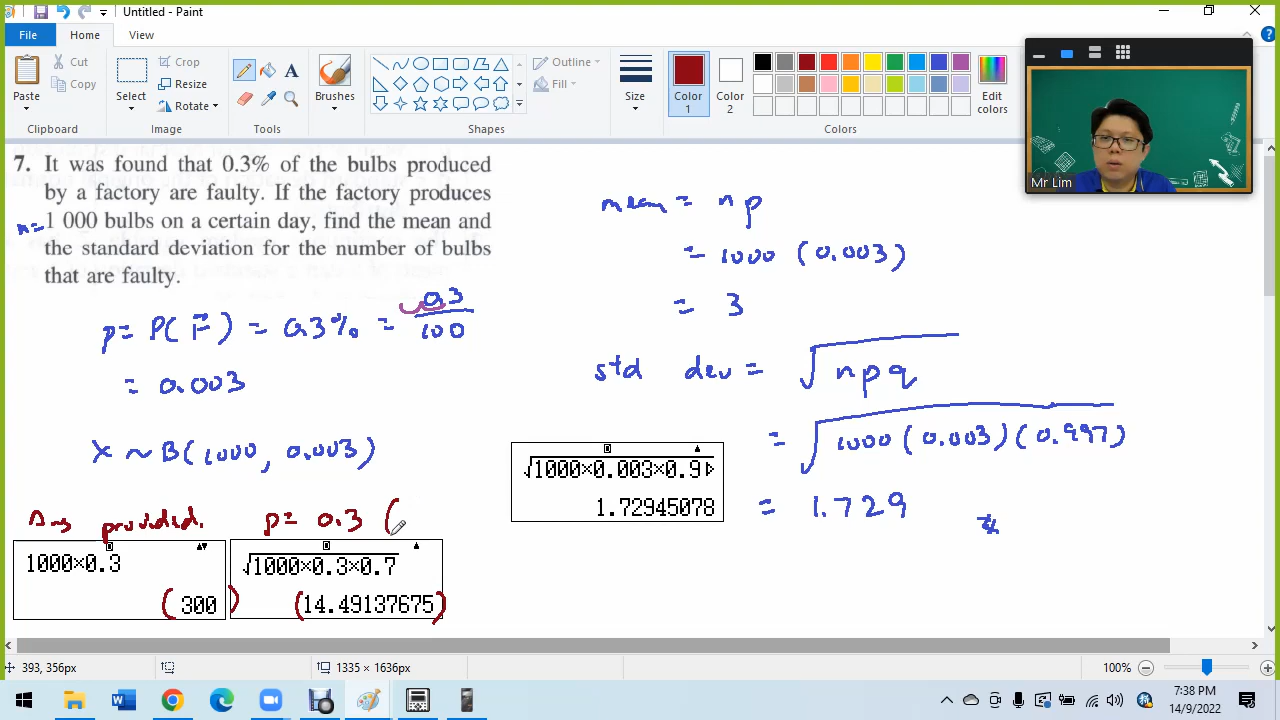 Untitled - Paint
File
Home
View
Paste
Cut
Copy
Clipboard
Select
Crop
Resize
Rotate
Image
A
Tools
Brushes
Shapes
Outline
Fill
Size
Color 1
Color 2
Edit colors
Colors
Mr Lim
7. It was found that 0.3% of the bulbs produced
by a factory are faulty. If the factory produces
n= 1 000 bulbs on a certain day, find the mean and
the standard deviation for the number of bulbs
that are faulty.
p = P(F) = 0.3% = 0.3/100
= 0.003
X ~ B(1000, 0.003)
Ans provided. p = 0.3 (
1000×0.3
(300)
√1000×0.3×0.7
(14.49137675)
mean = np
= 1000 (0.003)
= 3
std dev = √npq
= √1000(0.003)(0.997)
√1000×0.003×0.9
1.72945078
= 1.729
393, 356px
1335 × 1636px
100%
7:38 PM
14/9/2022